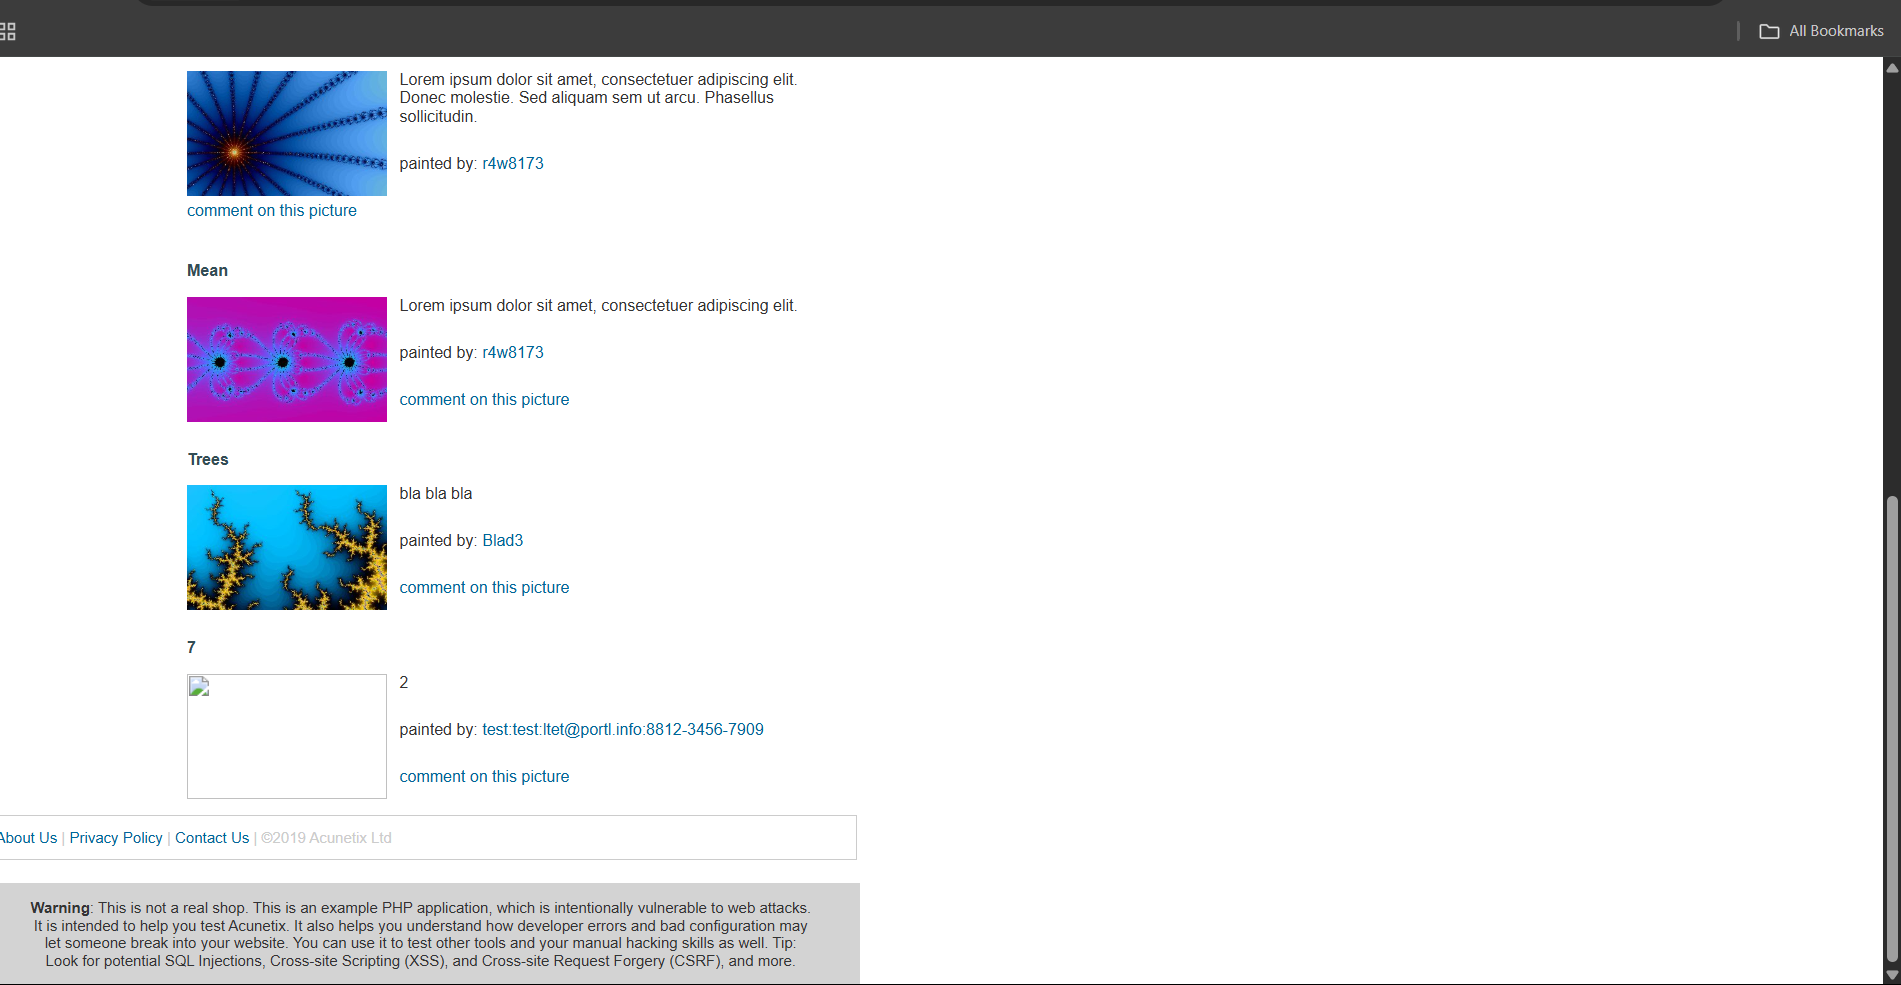 All Bookmarks
Lorem ipsum dolor sit amet, consectetuer adipiscing elit.
Donec molestie. Sed aliquam sem ut arcu. Phasellus
sollicitudin.
painted by: r4w8173
comment on this picture
Mean
Lorem ipsum dolor sit amet, consectetuer adipiscing elit.
painted by: r4w8173
comment on this picture
Trees
bla bla bla
painted by: Blad3
comment on this picture
7
2
painted by: test:test:ltet@portl.info:8812-3456-7909
comment on this picture
About Us | Privacy Policy | Contact Us | ©2019 Acunetix Ltd
Warning: This is not a real shop. This is an example PHP application, which is intentionally vulnerable to web attacks.
It is intended to help you test Acunetix. It also helps you understand how developer errors and bad configuration may
let someone break into your website. You can use it to test other tools and your manual hacking skills as well. Tip:
Look for potential SQL Injections, Cross-site Scripting (XSS), and Cross-site Request Forgery (CSRF), and more.